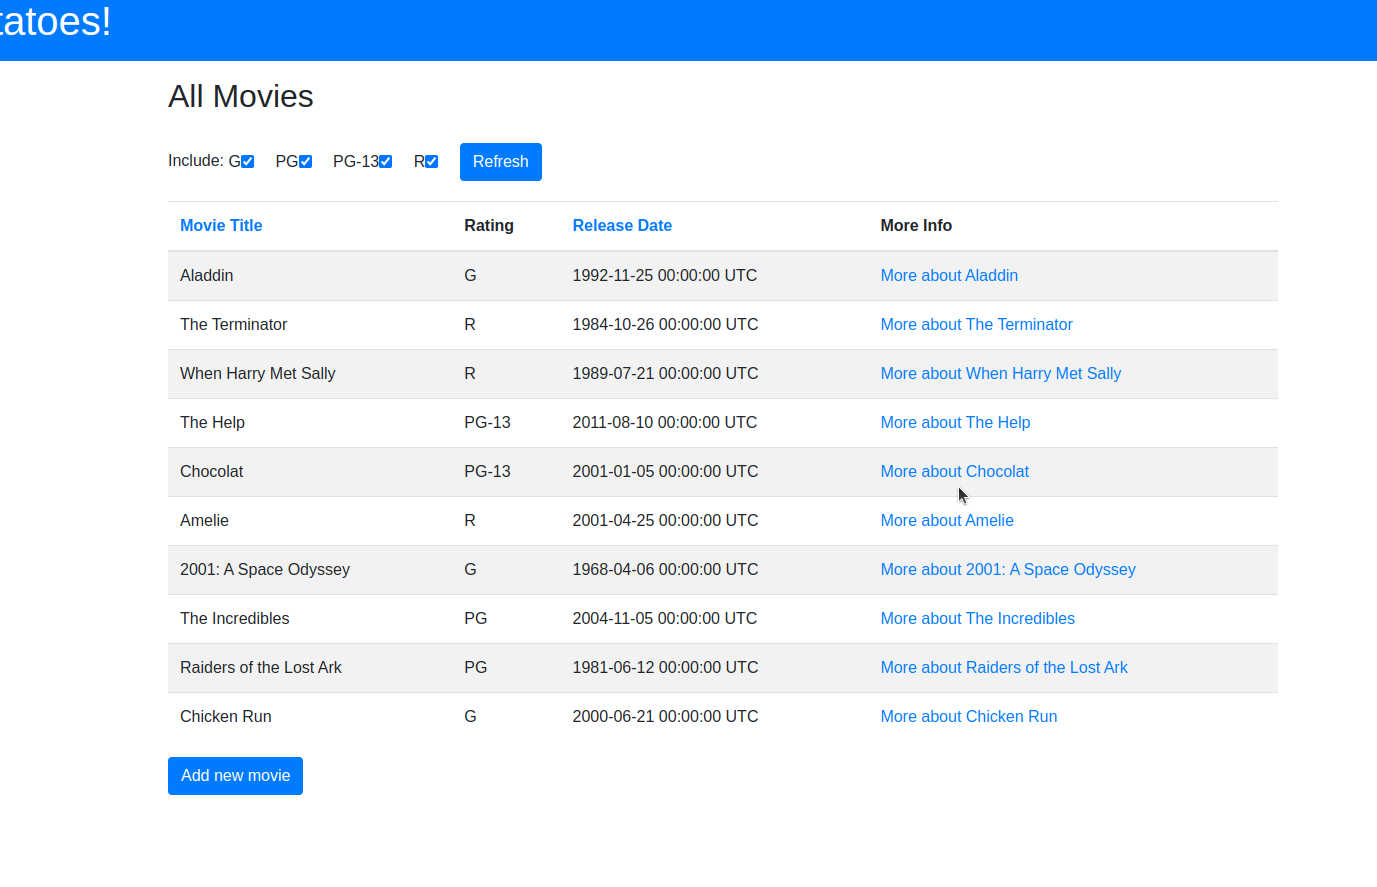 tatoes!
All Movies
Include: G PG PG-13 R Refresh
Movie Title Rating Release Date More Info
Aladdin G 1992-11-25 00:00:00 UTC More about Aladdin
The Terminator R 1984-10-26 00:00:00 UTC More about The Terminator
When Harry Met Sally R 1989-07-21 00:00:00 UTC More about When Harry Met Sally
The Help PG-13 2011-08-10 00:00:00 UTC More about The Help
Chocolat PG-13 2001-01-05 00:00:00 UTC More about Chocolat
Amelie R 2001-04-25 00:00:00 UTC More about Amelie
2001: A Space Odyssey G 1968-04-06 00:00:00 UTC More about 2001: A Space Odyssey
The Incredibles PG 2004-11-05 00:00:00 UTC More about The Incredibles
Raiders of the Lost Ark PG 1981-06-12 00:00:00 UTC More about Raiders of the Lost Ark
Chicken Run G 2000-06-21 00:00:00 UTC More about Chicken Run
Add new movie